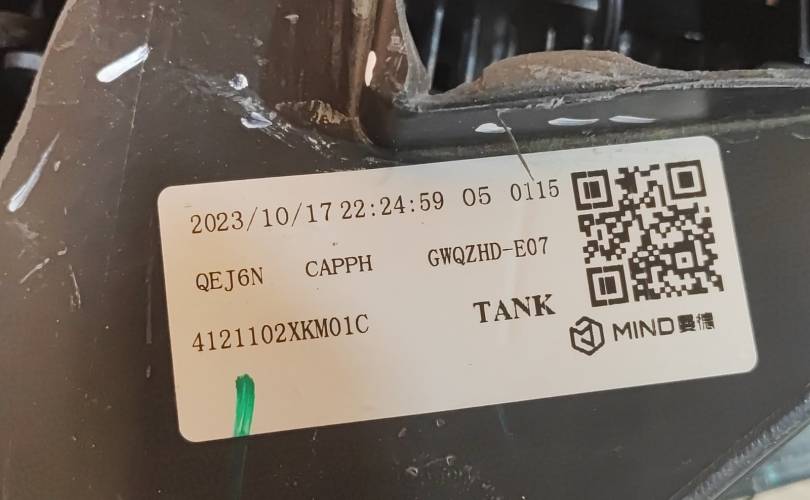 2023/10/17 22:24:59 05 0115
QEJ6N CAPPH GWQZHD-E07
4121102XKM01C TANK
MIND 曼德